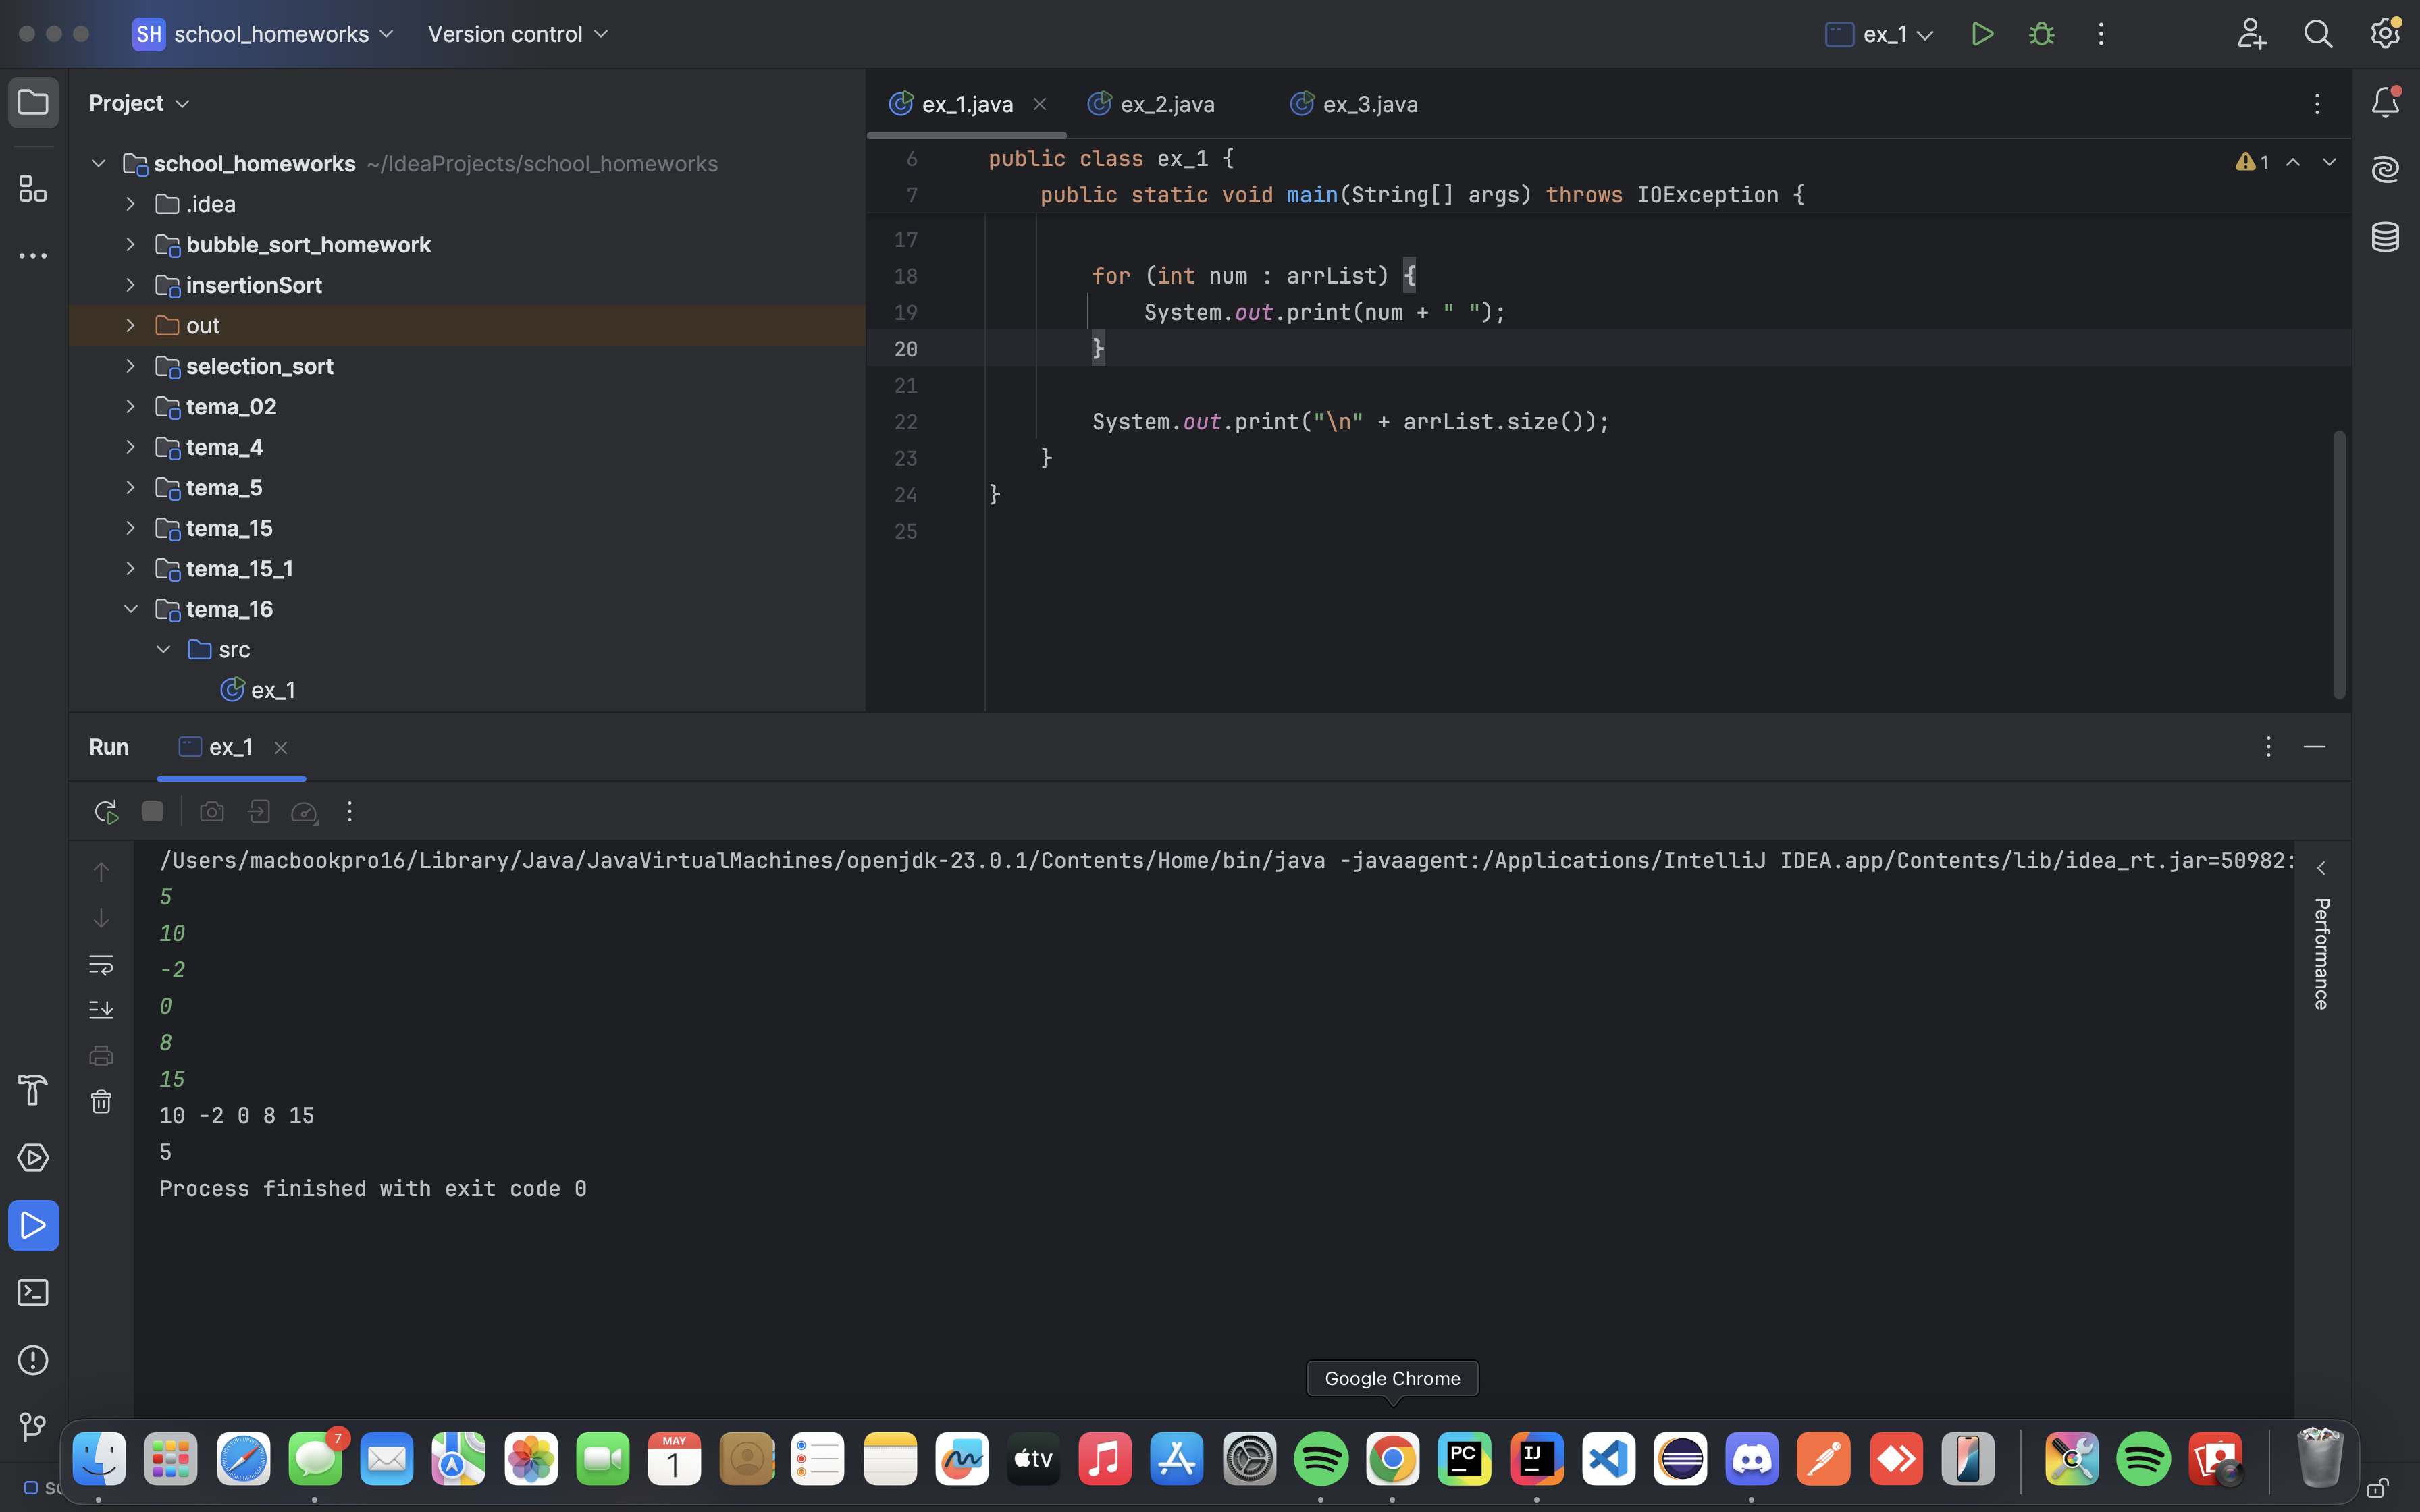 SH school_homeworks Version control ex_1
Project
ex_1.java ex_2.java ex_3.java
school_homeworks ~/IdeaProjects/school_homeworks
.idea
bubble_sort_homework
insertionSort
out
selection_sort
tema_02
tema_4
tema_5
tema_15
tema_15_1
tema_16
src
ex_1
1
6 public class ex_1 {
7 public static void main(String[] args) throws IOException {
17
18 for (int num : arrList) {
19 System.out.print(num + " ");
20 }
21
22 System.out.print("\n" + arrList.size());
23 }
24 }
25
Run ex_1
/Users/macbookpro16/Library/Java/JavaVirtualMachines/openjdk-23.0.1/Contents/Home/bin/java -javaagent:/Applications/IntelliJ IDEA.app/Contents/lib/idea_rt.jar=50982:
5
10
-2
0
8
15
10 -2 0 8 15
5
Process finished with exit code 0
Performance
Google Chrome
7
MAY
1
tv
PC
IJ